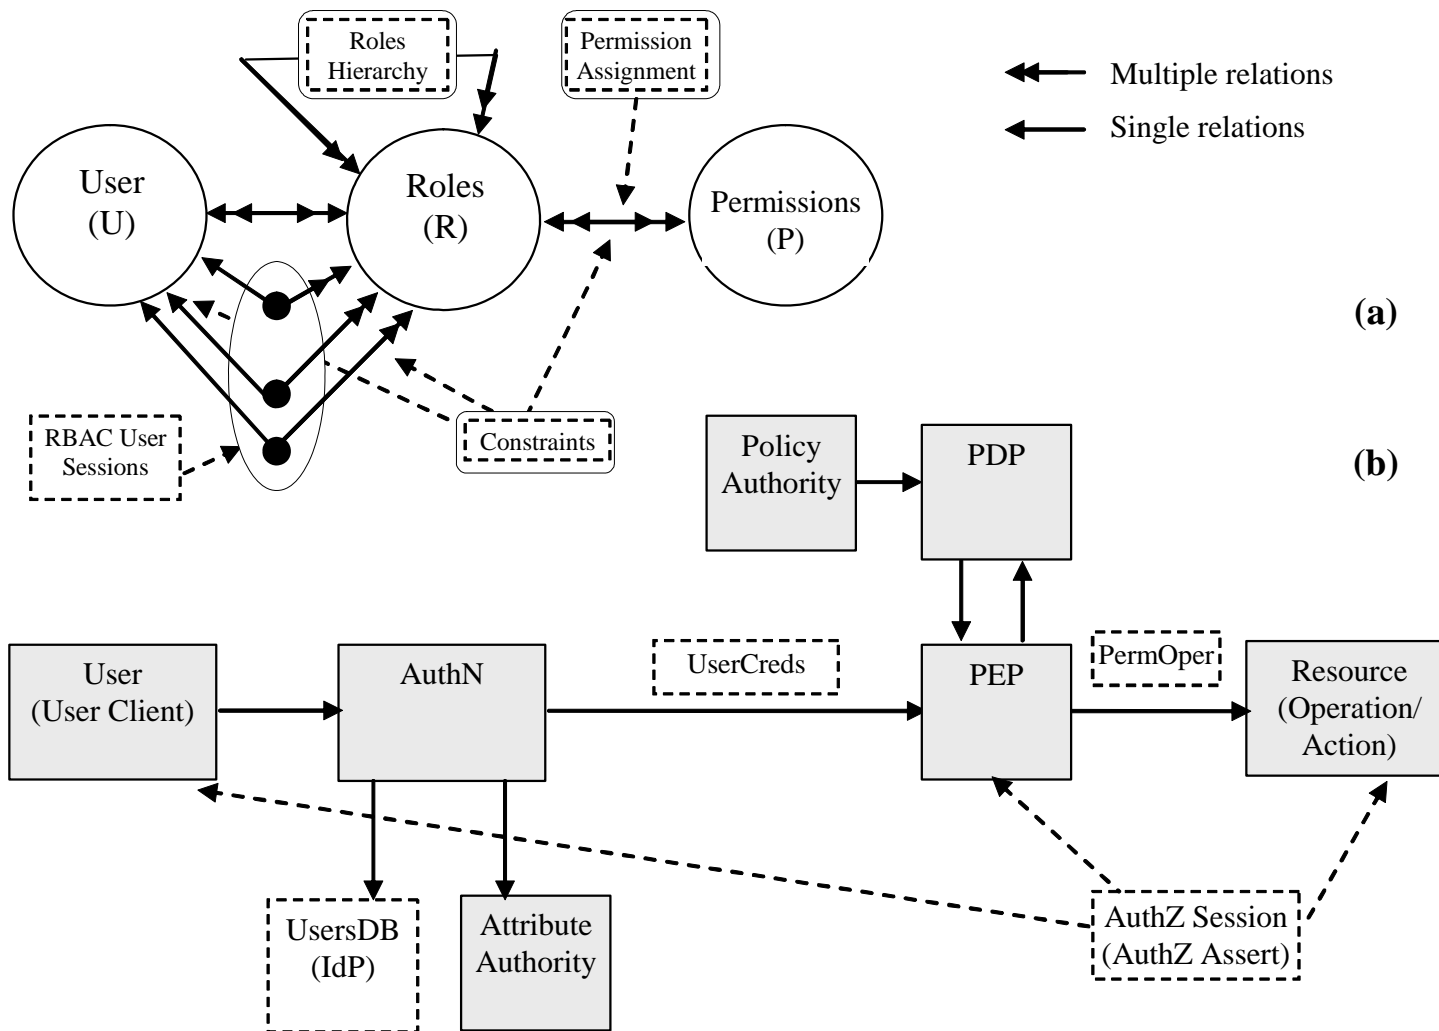 Roles
Hierarchy
Permission
Assignment
Multiple relations
Single relations
User
(U)
Roles
(R)
Permissions
(P)
(a)
RBAC User
Sessions
Constraints
Policy
Authority
PDP
(b)
User
(User Client)
AuthN
UserCreds
PEP
PermOper
Resource
(Operation/
Action)
UsersDB
(IdP)
Attribute
Authority
AuthZ Session
(AuthZ Assert)